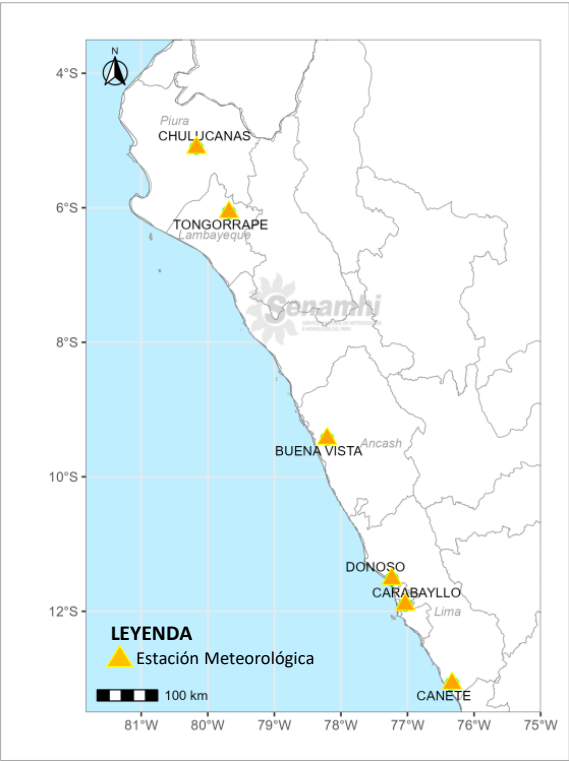 N
4°S
Piura
CHULUCANAS
6°S
TONGORRAPE
Lambayeque
Senamhi
8°S
Ancash
BUENA VISTA
10°S
DONOSO
CARABAYLLO
12°S
Lima
LEYENDA
Estación Meteorológica
100 km
CANETE
81°W 80°W 79°W 78°W 77°W 76°W 75°W